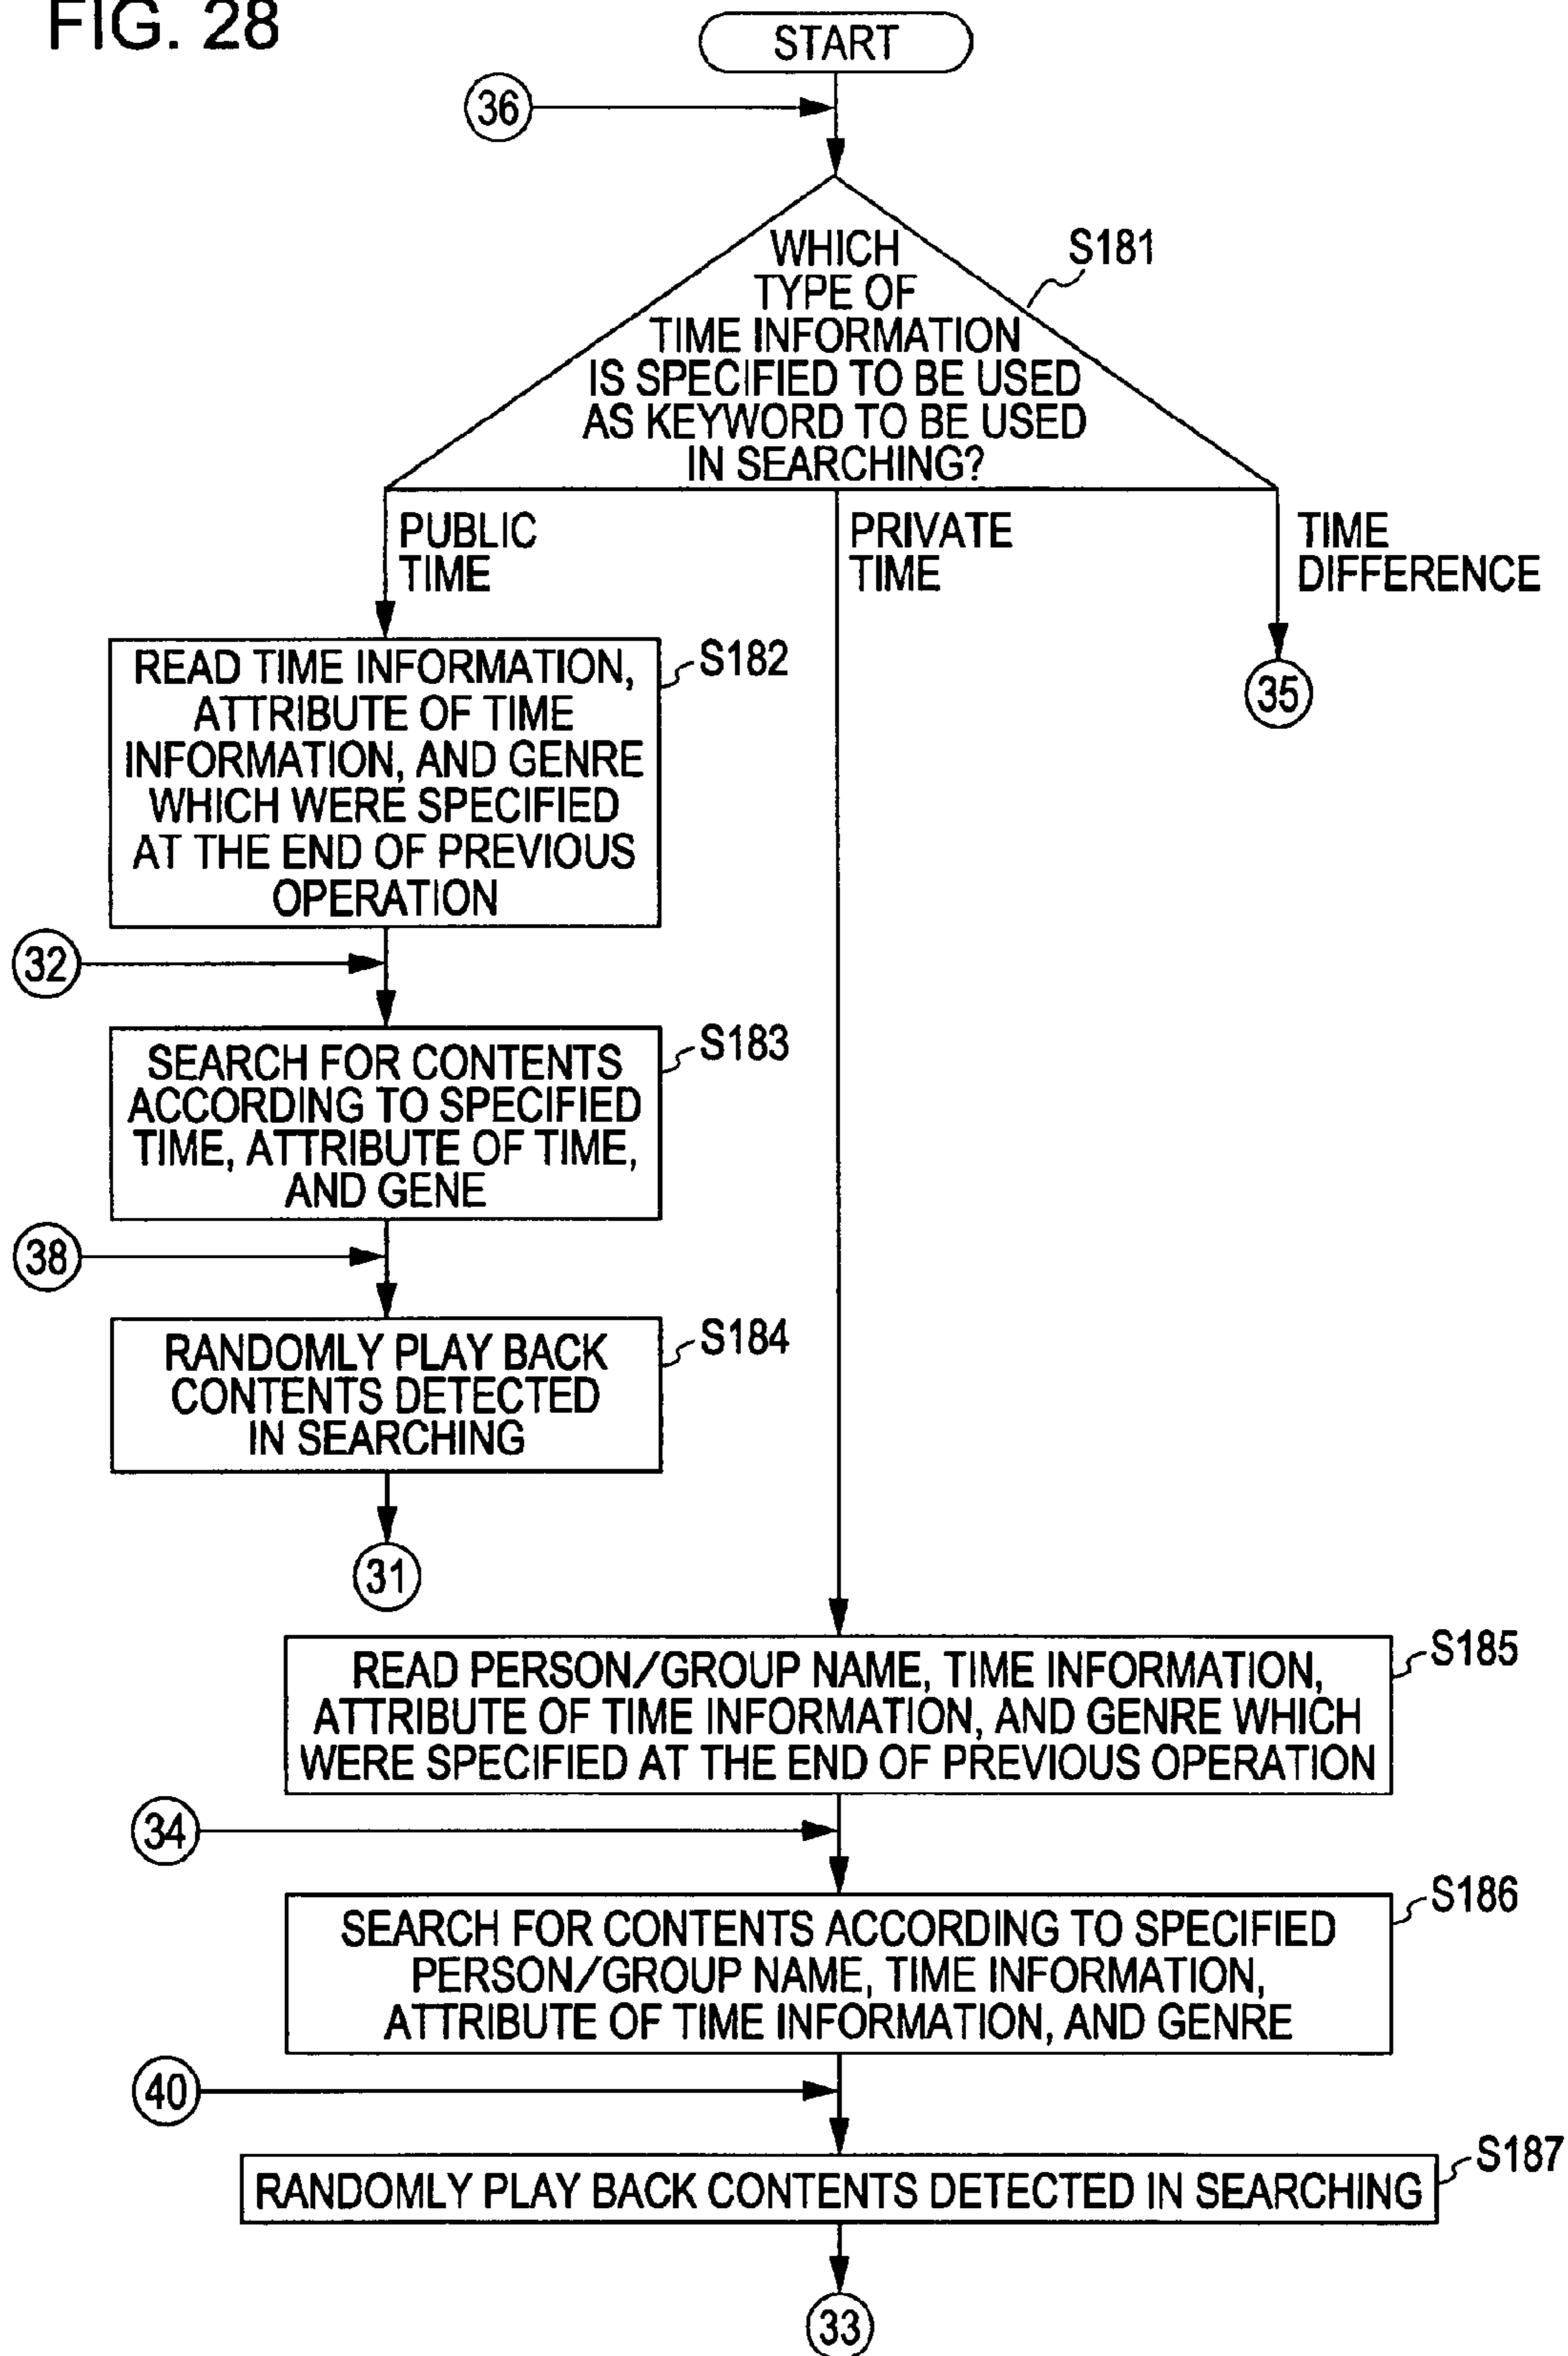 FIG. 28
START
36
WHICH
TYPE OF
TIME INFORMATION
IS SPECIFIED TO BE USED
AS KEYWORD TO BE USED
IN SEARCHING?
S181
PUBLIC
TIME
PRIVATE
TIME
TIME
DIFFERENCE
35
READ TIME INFORMATION,
ATTRIBUTE OF TIME
INFORMATION, AND GENRE
WHICH WERE SPECIFIED
AT THE END OF PREVIOUS
OPERATION
S182
32
SEARCH FOR CONTENTS
ACCORDING TO SPECIFIED
TIME, ATTRIBUTE OF TIME,
AND GENE
S183
38
RANDOMLY PLAY BACK
CONTENTS DETECTED
IN SEARCHING
S184
31
READ PERSON/GROUP NAME, TIME INFORMATION,
ATTRIBUTE OF TIME INFORMATION, AND GENRE WHICH
WERE SPECIFIED AT THE END OF PREVIOUS OPERATION
S185
34
SEARCH FOR CONTENTS ACCORDING TO SPECIFIED
PERSON/GROUP NAME, TIME INFORMATION,
ATTRIBUTE OF TIME INFORMATION, AND GENRE
S186
40
RANDOMLY PLAY BACK CONTENTS DETECTED IN SEARCHING
S187
33